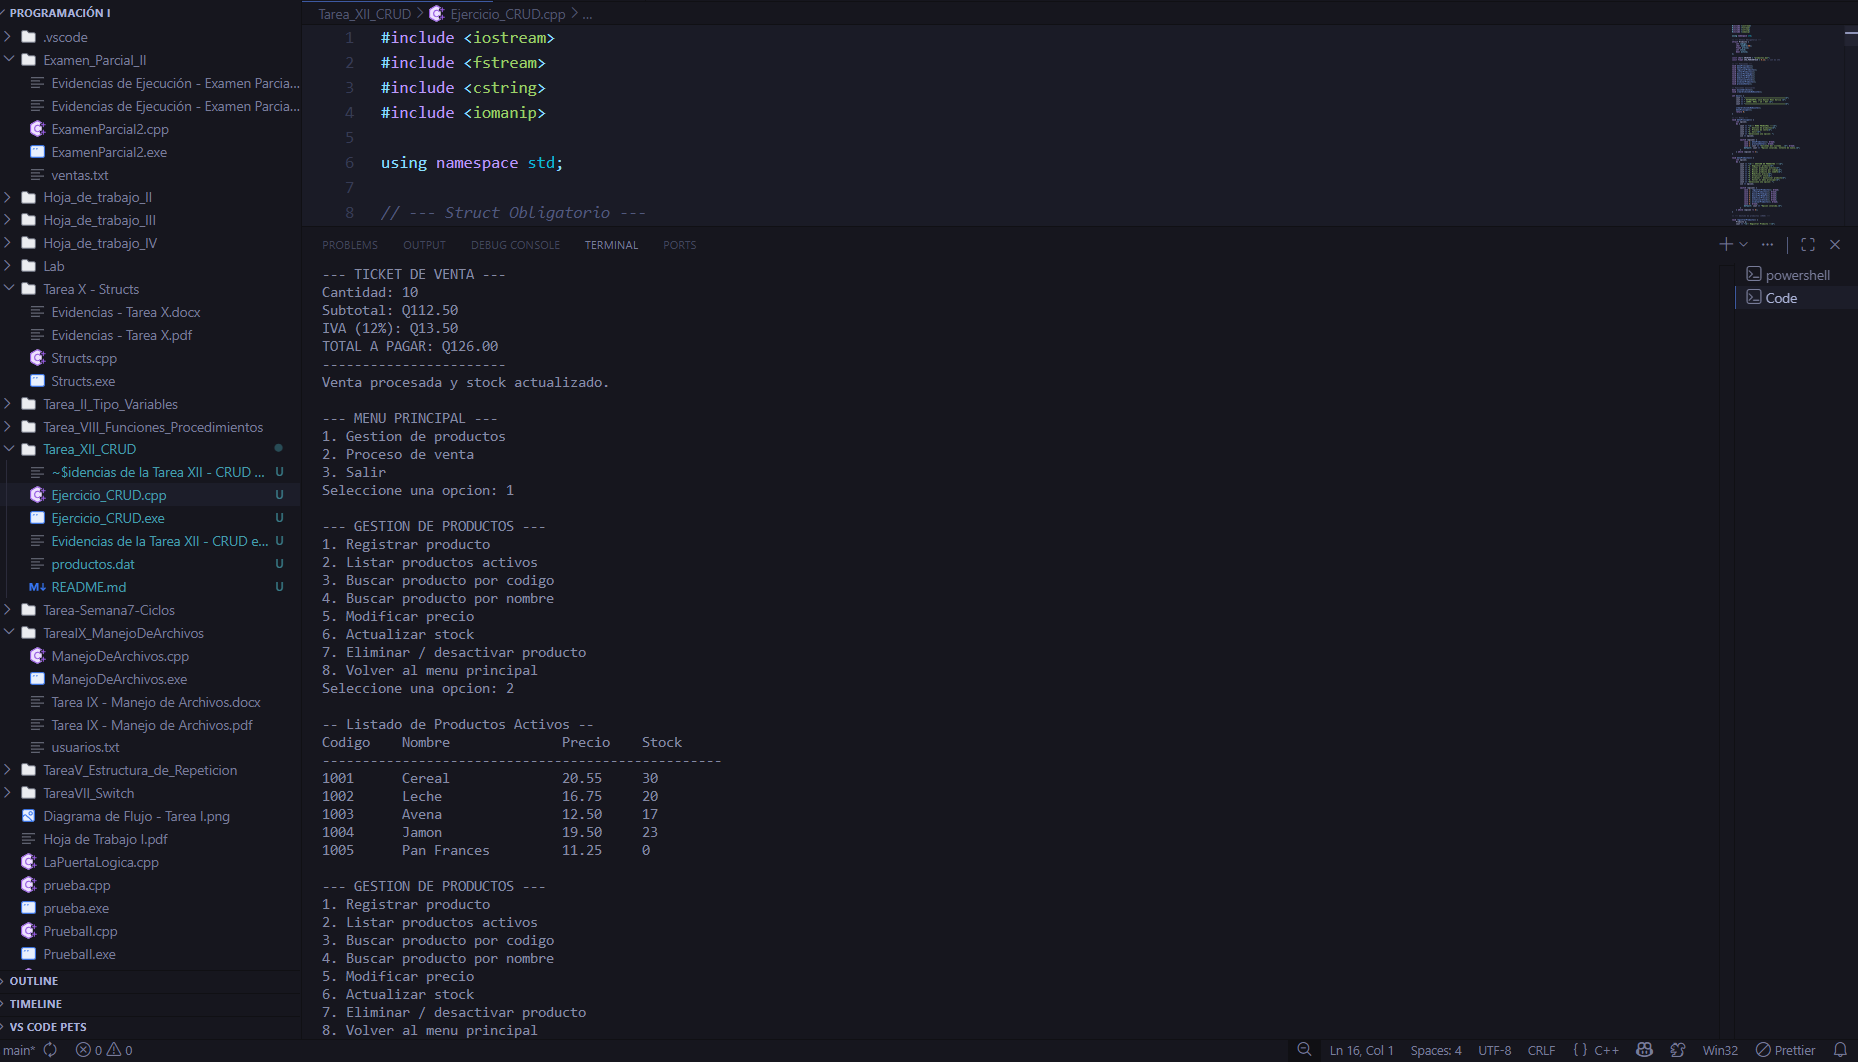 PROGRAMACIÓN I
.vscode
Examen_Parcial_II
Evidencias de Ejecución - Examen Parcia...
Evidencias de Ejecución - Examen Parcia...
ExamenParcial2.cpp
ExamenParcial2.exe
ventas.txt
Hoja_de_trabajo_II
Hoja_de_trabajo_III
Hoja_de_trabajo_IV
Lab
Tarea X - Structs
Evidencias - Tarea X.docx
Evidencias - Tarea X.pdf
Structs.cpp
Structs.exe
Tarea_II_Tipo_Variables
Tarea_VIII_Funciones_Procedimientos
Tarea_XII_CRUD
~$idencias de la Tarea XII - CRUD ... U
Ejercicio_CRUD.cpp U
Ejercicio_CRUD.exe U
Evidencias de la Tarea XII - CRUD e... U
productos.dat U
README.md U
Tarea-Semana7-Ciclos
TareaIX_ManejoDeArchivos
ManejoDeArchivos.cpp
ManejoDeArchivos.exe
Tarea IX - Manejo de Archivos.docx
Tarea IX - Manejo de Archivos.pdf
usuarios.txt
TareaV_Estructura_de_Repeticion
TareaVII_Switch
Diagrama de Flujo - Tarea I.png
Hoja de Trabajo I.pdf
LaPuertaLogica.cpp
prueba.cpp
prueba.exe
PruebaII.cpp
PruebaII.exe
OUTLINE
TIMELINE
VS CODE PETS
Tarea_XII_CRUD > Ejercicio_CRUD.cpp > ...
1 #include <iostream>
2 #include <fstream>
3 #include <cstring>
4 #include <iomanip>
5
6 using namespace std;
7
8 // --- Struct Obligatorio ---
PROBLEMS OUTPUT DEBUG CONSOLE TERMINAL PORTS
powershell
Code
--- TICKET DE VENTA ---
Cantidad: 10
Subtotal: Q112.50
IVA (12%): Q13.50
TOTAL A PAGAR: Q126.00
-----------------------
Venta procesada y stock actualizado.
--- MENU PRINCIPAL ---
1. Gestion de productos
2. Proceso de venta
3. Salir
Seleccione una opcion: 1
--- GESTION DE PRODUCTOS ---
1. Registrar producto
2. Listar productos activos
3. Buscar producto por codigo
4. Buscar producto por nombre
5. Modificar precio
6. Actualizar stock
7. Eliminar / desactivar producto
8. Volver al menu principal
Seleccione una opcion: 2
-- Listado de Productos Activos --
Codigo Nombre Precio Stock
--------------------------------------------------
1001 Cereal 20.55 30
1002 Leche 16.75 20
1003 Avena 12.50 17
1004 Jamon 19.50 23
1005 Pan Frances 11.25 0
--- GESTION DE PRODUCTOS ---
1. Registrar producto
2. Listar productos activos
3. Buscar producto por codigo
4. Buscar producto por nombre
5. Modificar precio
6. Actualizar stock
7. Eliminar / desactivar producto
8. Volver al menu principal
main* 0 0 Ln 16, Col 1 Spaces: 4 UTF-8 CRLF {} C++ Win32 Prettier